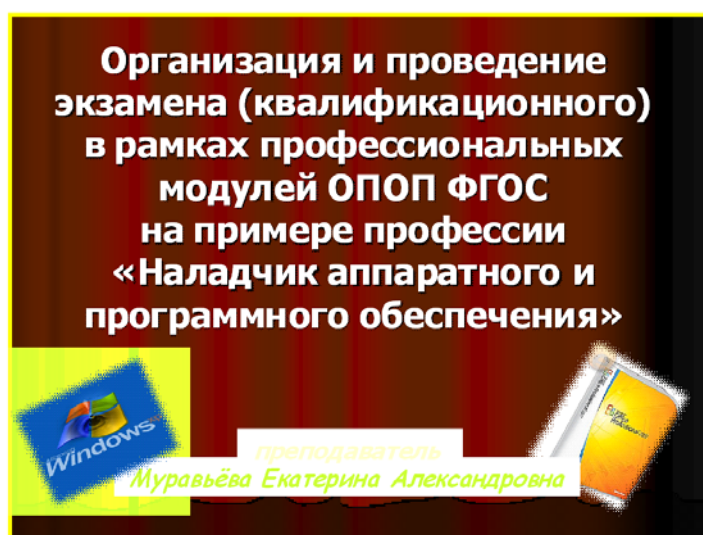 Организация и проведение
экзамена (квалификационного)
в рамках профессиональных
модулей ОПОП ФГОС
на примере профессии
«Наладчик аппаратного и
программного обеспечения»
Windows
преподаватель
Муравьёва Екатерина Александровна